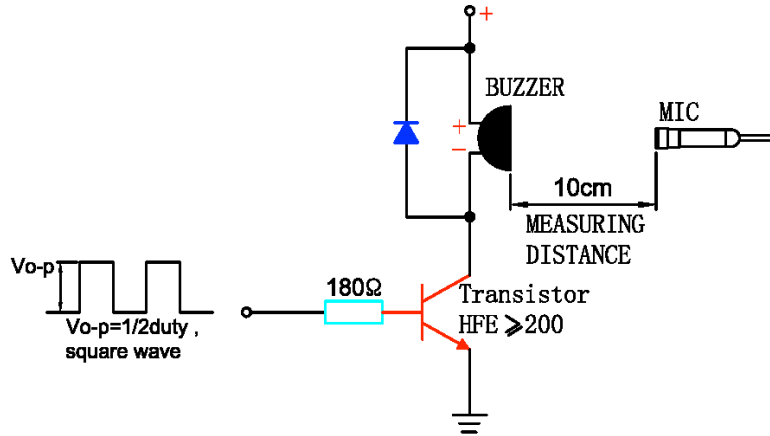 +
BUZZER
+
−
MIC
10cm
MEASURING
DISTANCE
Vo-p
180Ω
Transistor
HFE ⩾200
Vo-p=1/2duty ,
square wave